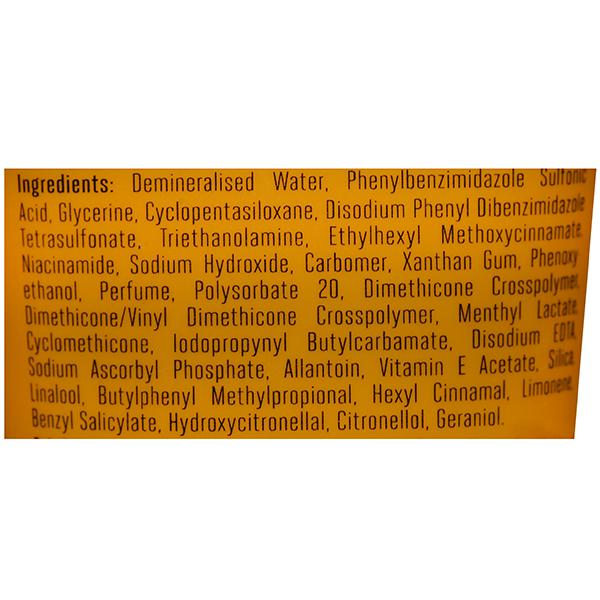 Ingredients: Demineralised Water, Phenylbenzimidazole Sulfonic
Acid, Glycerine, Cyclopentasiloxane, Disodium Phenyl Dibenzimidazole
Tetrasulfonate, Triethanolamine, Ethylhexyl Methoxycinnamate,
Niacinamide, Sodium Hydroxide, Carbomer, Xanthan Gum, Phenoxy
ethanol, Perfume, Polysorbate 20, Dimethicone Crosspolymer,
Dimethicone/Vinyl Dimethicone Crosspolymer, Menthyl Lactate,
Cyclomethicone, Iodopropynyl Butylcarbamate, Disodium EDTA,
Sodium Ascorbyl Phosphate, Allantoin, Vitamin E Acetate, Silica,
Linalool, Butylphenyl Methylpropional, Hexyl Cinnamal, Limonene,
Benzyl Salicylate, Hydroxycitronellal, Citronellol, Geraniol.